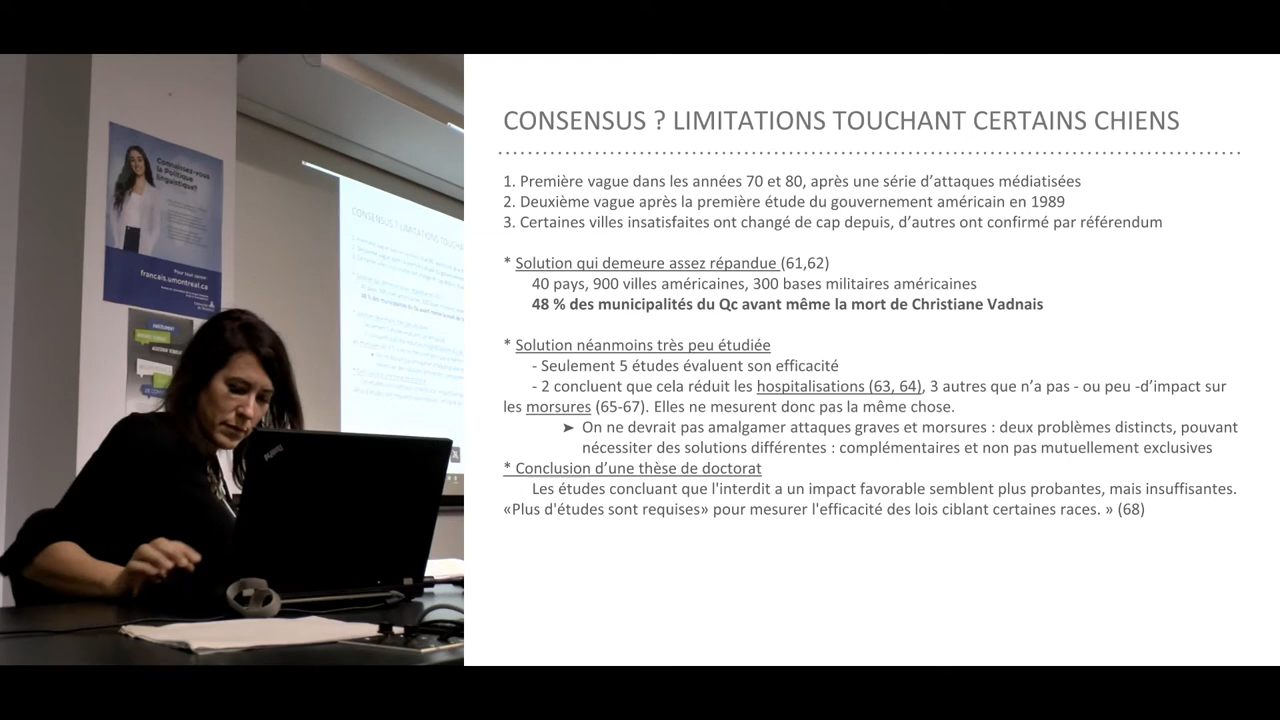 Connaissez-vous
la Politique
linguistique?
Pour tout savoir
francais.umontreal.ca
CONSENSUS ? LIMITATIONS TOUCHANT
CONSENSUS ? LIMITATIONS TOUCHANT CERTAINS CHIENS
1. Première vague dans les années 70 et 80, après une série d’attaques médiatisées
2. Deuxième vague après la première étude du gouvernement américain en 1989
3. Certaines villes insatisfaites ont changé de cap depuis, d’autres ont confirmé par référendum
* Solution qui demeure assez répandue (61,62)
40 pays, 900 villes américaines, 300 bases militaires américaines
48 % des municipalités du Qc avant même la mort de Christiane Vadnais
* Solution néanmoins très peu étudiée
- Seulement 5 études évaluent son efficacité
- 2 concluent que cela réduit les hospitalisations (63, 64), 3 autres que n’a pas - ou peu -d’impact sur
les morsures (65-67). Elles ne mesurent donc pas la même chose.
➤ On ne devrait pas amalgamer attaques graves et morsures : deux problèmes distincts, pouvant
nécessiter des solutions différentes : complémentaires et non pas mutuellement exclusives
* Conclusion d’une thèse de doctorat
Les études concluant que l'interdit a un impact favorable semblent plus probantes, mais insuffisantes.
«Plus d'études sont requises» pour mesurer l'efficacité des lois ciblant certaines races. » (68)